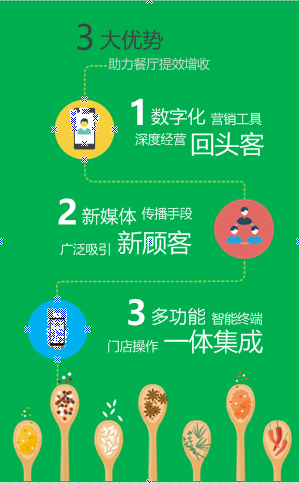 3 大优势
助力餐厅提效增收
1 数字化 营销工具
深度经营 回头客
2 新媒体 传播手段
广泛吸引 新顾客
3 多功能 智能终端
门店操作 一体集成